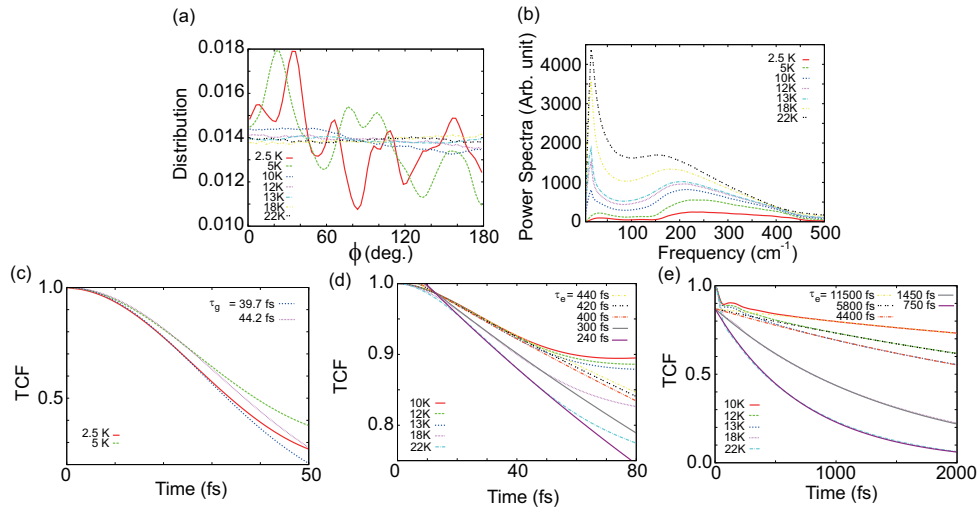 (a)
0.018
0.016
0.014
0.012
0.010
Distribution
2.5 K
5K
10K
12K
13K
18K
22K
0 60 120 180
ϕ (deg.)
(b)
4000
3000
2000
1000
0
Power Spectra (Arb. unit)
2.5 K
5K
10K
12K
13K
18K
22K
100 200 300 400 500
Frequency (cm⁻¹)
(c)
1.0
0.5
TCF
τg = 39.7 fs
44.2 fs
2.5 K
5 K
0 50
Time (fs)
(d)
1.0
0.9
0.8
TCF
τe = 440 fs
420 fs
400 fs
300 fs
240 fs
10K
12K
13K
18K
22K
0 40 80
Time (fs)
(e)
1.0
0.5
0.0
TCF
τe = 11500 fs 1450 fs
5800 fs 750 fs
4400 fs
10K
12K
13K
18K
22K
0 1000 2000
Time (fs)